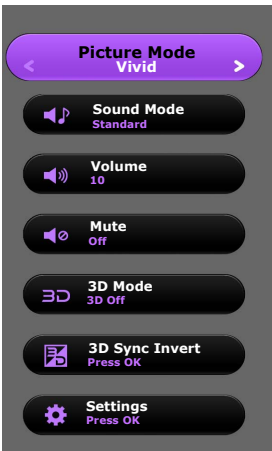 Picture Mode
Vivid
Sound Mode
Standard
Volume
10
Mute
Off
3D
3D Mode
3D Off
3D Sync Invert
Press OK
Settings
Press OK